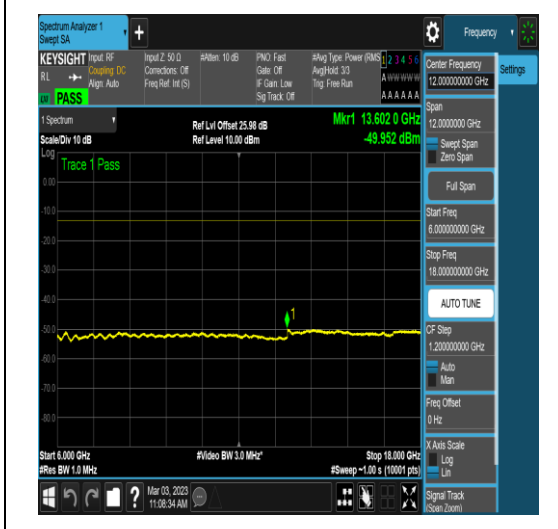 Spectrum Analyzer 1
Swept SA
+
Frequency
KEYSIGHT
Input: RF
Coupling: DC
Align: Auto
Input Z: 50 Ω
Corrections: Off
Freq Ref: Int (S)
#Atten: 10 dB
PNO: Fast
Gate: Off
IF Gain: Low
Sig Track: Off
#Avg Type: Power (RMS
Avg|Hold: 3/3
Trig: Free Run
1 2 3 4 5 6
A W W W W W
A A A A A A
R L
PASS
Settings
1 Spectrum
Scale/Div 10 dB
Ref Lvl Offset 25.98 dB
Ref Level 10.00 dBm
Mkr1 13.602 0 GHz
-49.952 dBm
Log
Trace 1 Pass
0.00
-10.0
-20.0
-30.0
-40.0
-50.0
-60.0
-70.0
-80.0
1
Start 6.000 GHz
#Res BW 1.0 MHz
#Video BW 3.0 MHz*
Stop 18.000 GHz
#Sweep ~1.00 s (10001 pts)
Center Frequency
12.000000000 GHz
Span
12.0000000 GHz
Swept Span
Zero Span
Full Span
Start Freq
6.000000000 GHz
Stop Freq
18.000000000 GHz
AUTO TUNE
CF Step
1.200000000 GHz
Auto
Man
Freq Offset
0 Hz
X Axis Scale
Log
Lin
Signal Track
(Span Zoom)
?
Mar 03, 2023
11:08:34 AM